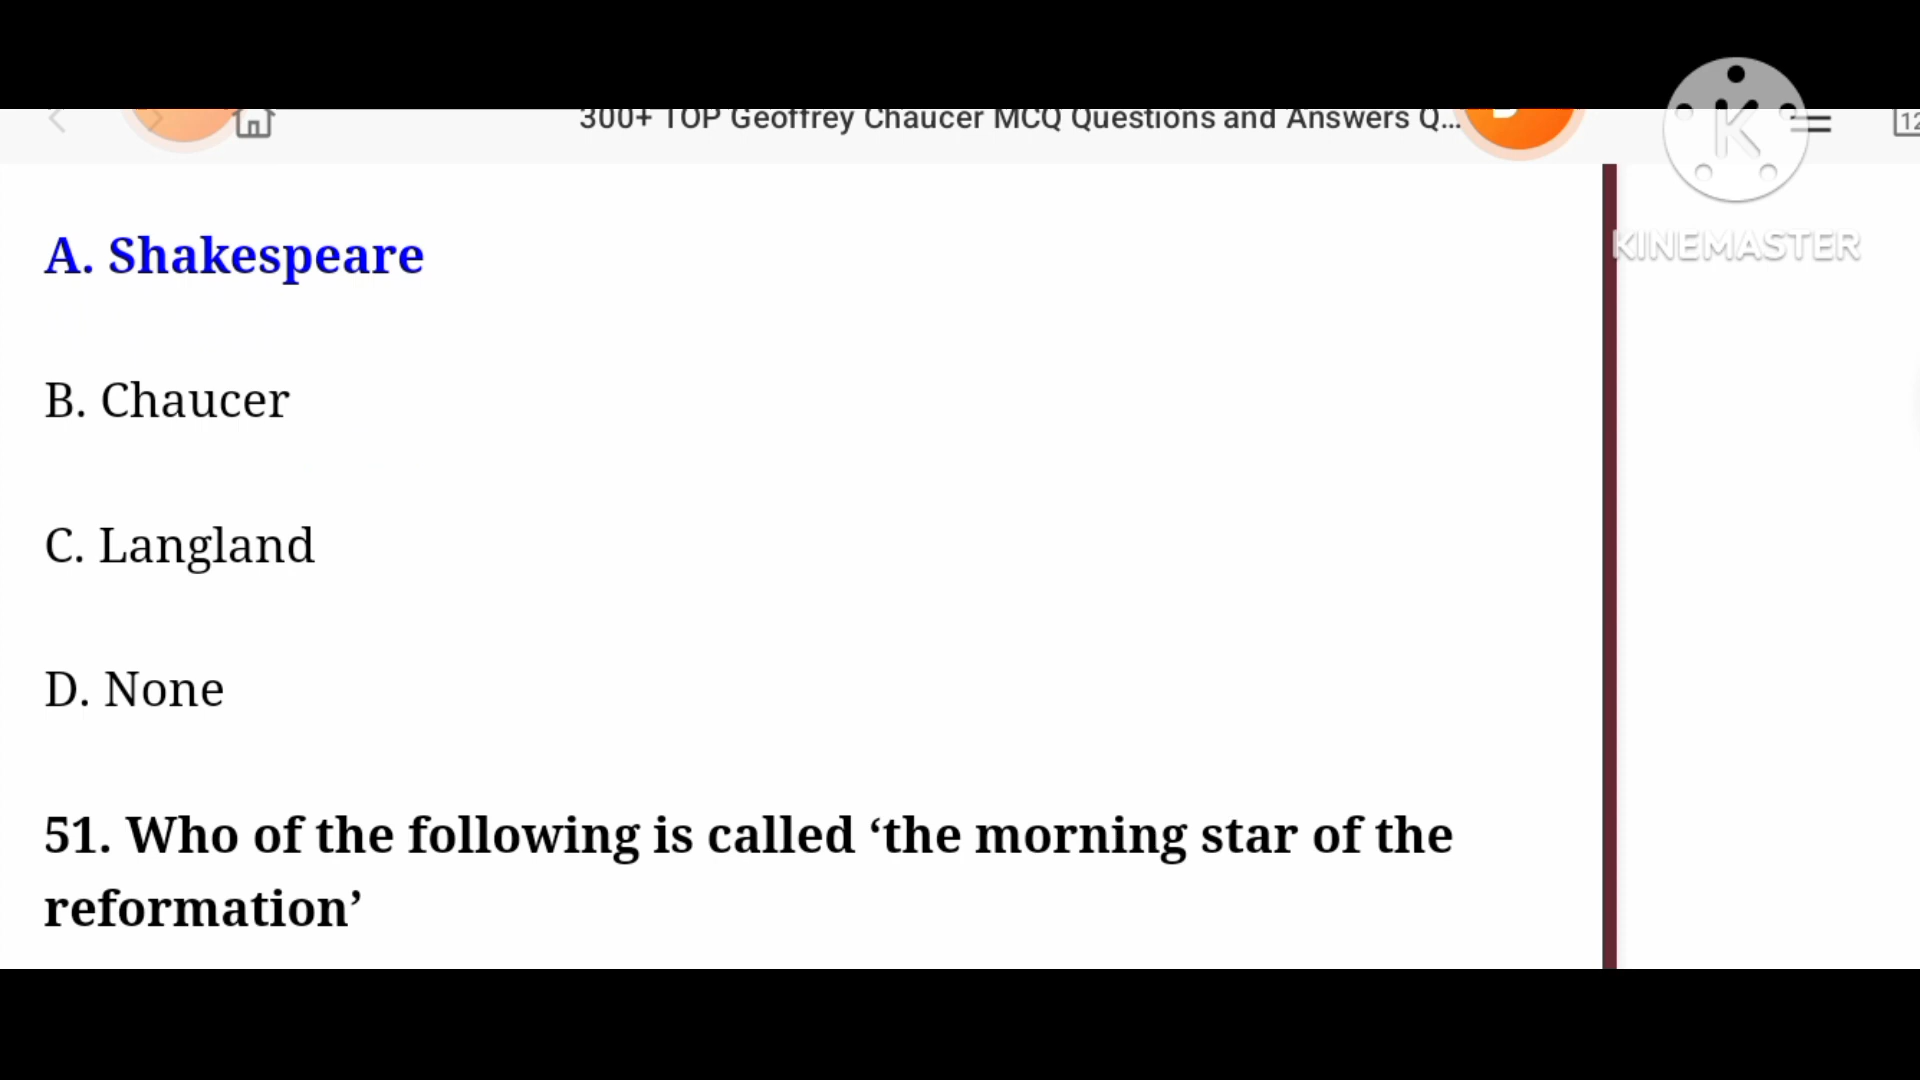 300+ TOP Geoffrey Chaucer MCQ Questions and Answers Q...
12
K
KINEMASTER
A. Shakespeare
B. Chaucer
C. Langland
D. None
51. Who of the following is called ‘the morning star of the
reformation’